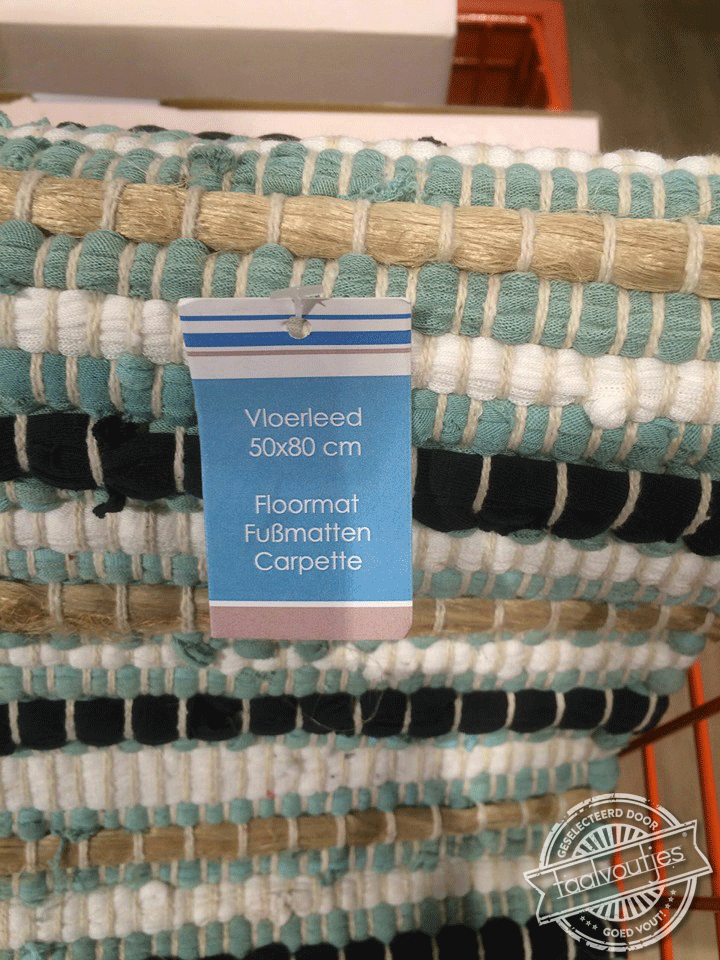 Vloerleed
50x80 cm
Floormat
Fußmatten
Carpette
GESELECTEERD DOOR
taalvoutjes
GOED VOUT!